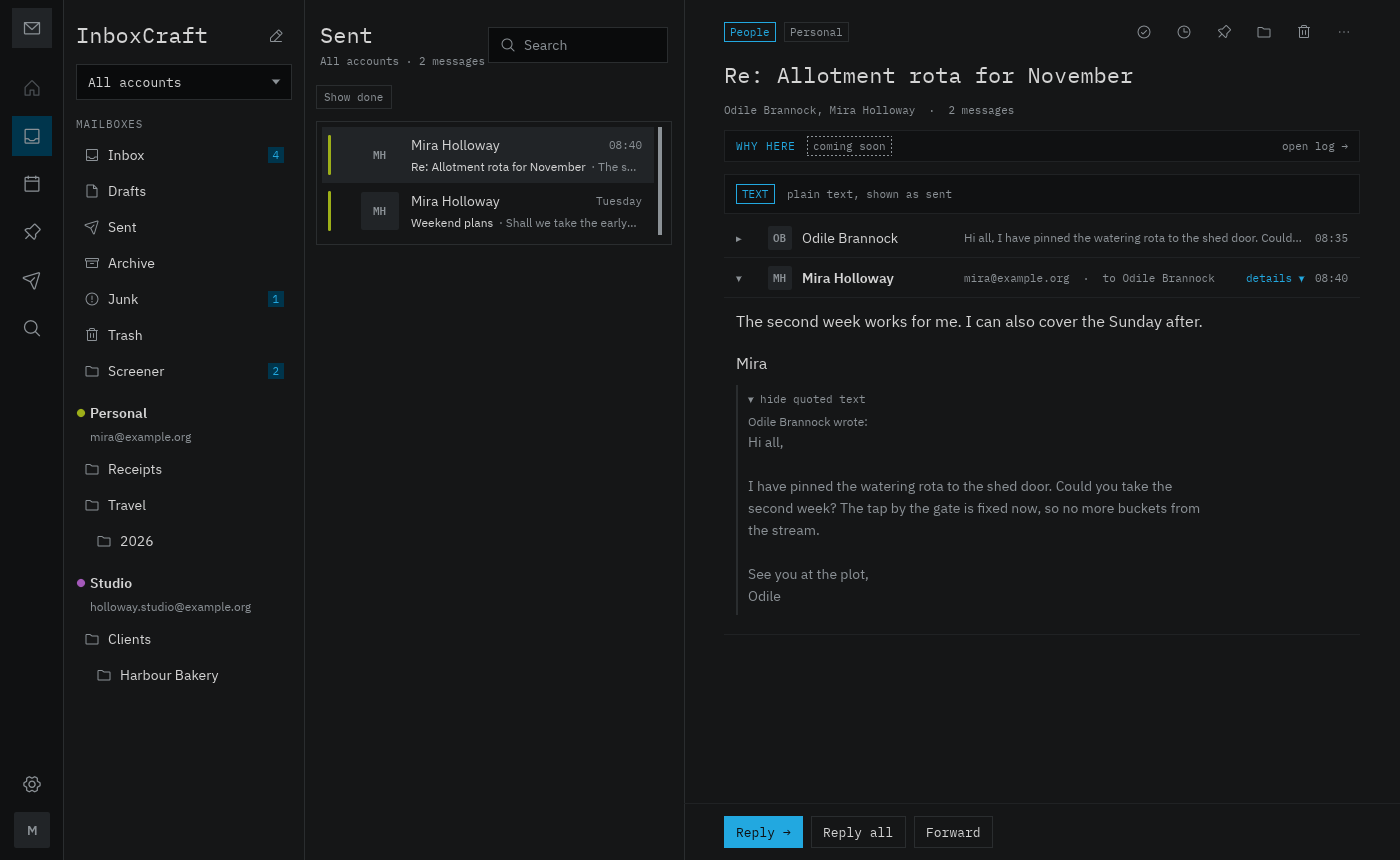 InboxCraft
All accounts
MAILBOXES
Inbox 4
Drafts
Sent
Archive
Junk 1
Trash
Screener 2
Personal
mira@example.org
Receipts
Travel
2026
Studio
holloway.studio@example.org
Clients
Harbour Bakery
M
Sent
All accounts · 2 messages
Search
Show done
MH
Mira Holloway 08:40
Re: Allotment rota for November · The s...
MH
Mira Holloway Tuesday
Weekend plans · Shall we take the early...
People Personal
Re: Allotment rota for November
Odile Brannock, Mira Holloway · 2 messages
WHY HERE coming soon open log →
TEXT plain text, shown as sent
▸ OB Odile Brannock Hi all, I have pinned the watering rota to the shed door. Could... 08:35
▾ MH Mira Holloway mira@example.org · to Odile Brannock details ▾ 08:40
The second week works for me. I can also cover the Sunday after.
Mira
▾ hide quoted text
Odile Brannock wrote:
Hi all,
I have pinned the watering rota to the shed door. Could you take the
second week? The tap by the gate is fixed now, so no more buckets from
the stream.
See you at the plot,
Odile
Reply → Reply all Forward